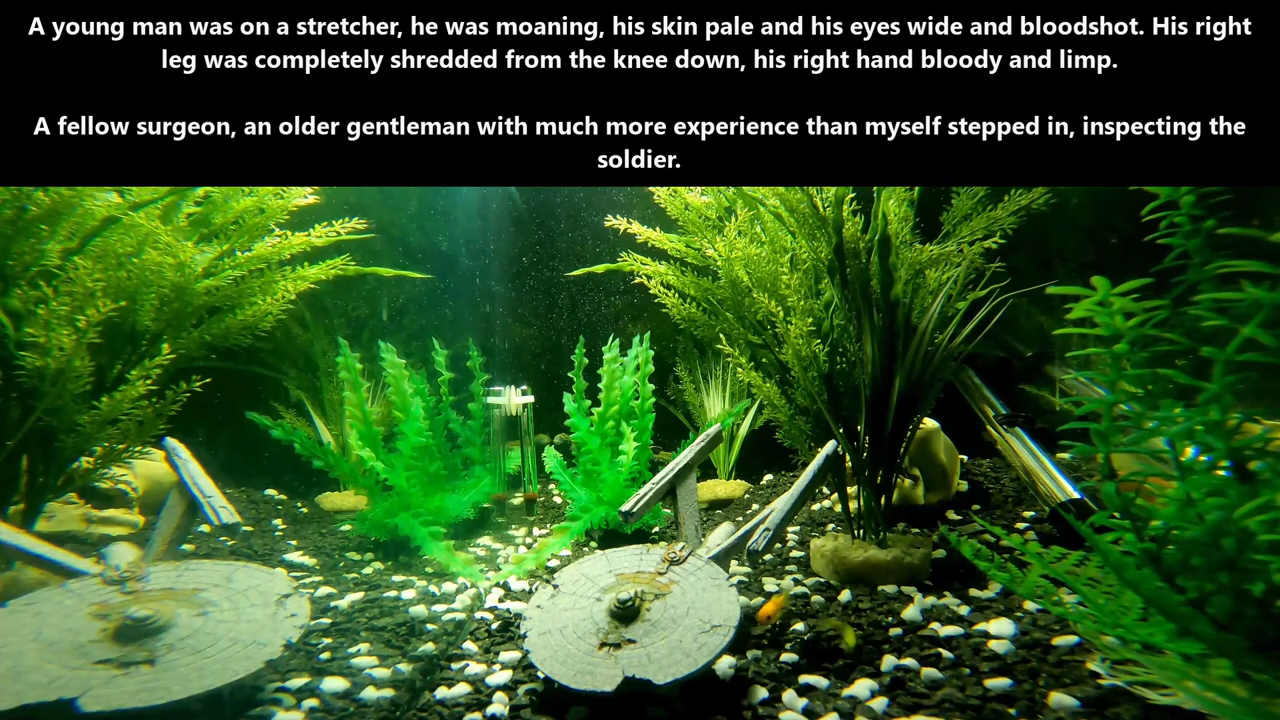 A young man was on a stretcher, he was moaning, his skin pale and his eyes wide and bloodshot. His right
leg was completely shredded from the knee down, his right hand bloody and limp.
A fellow surgeon, an older gentleman with much more experience than myself stepped in, inspecting the
soldier.